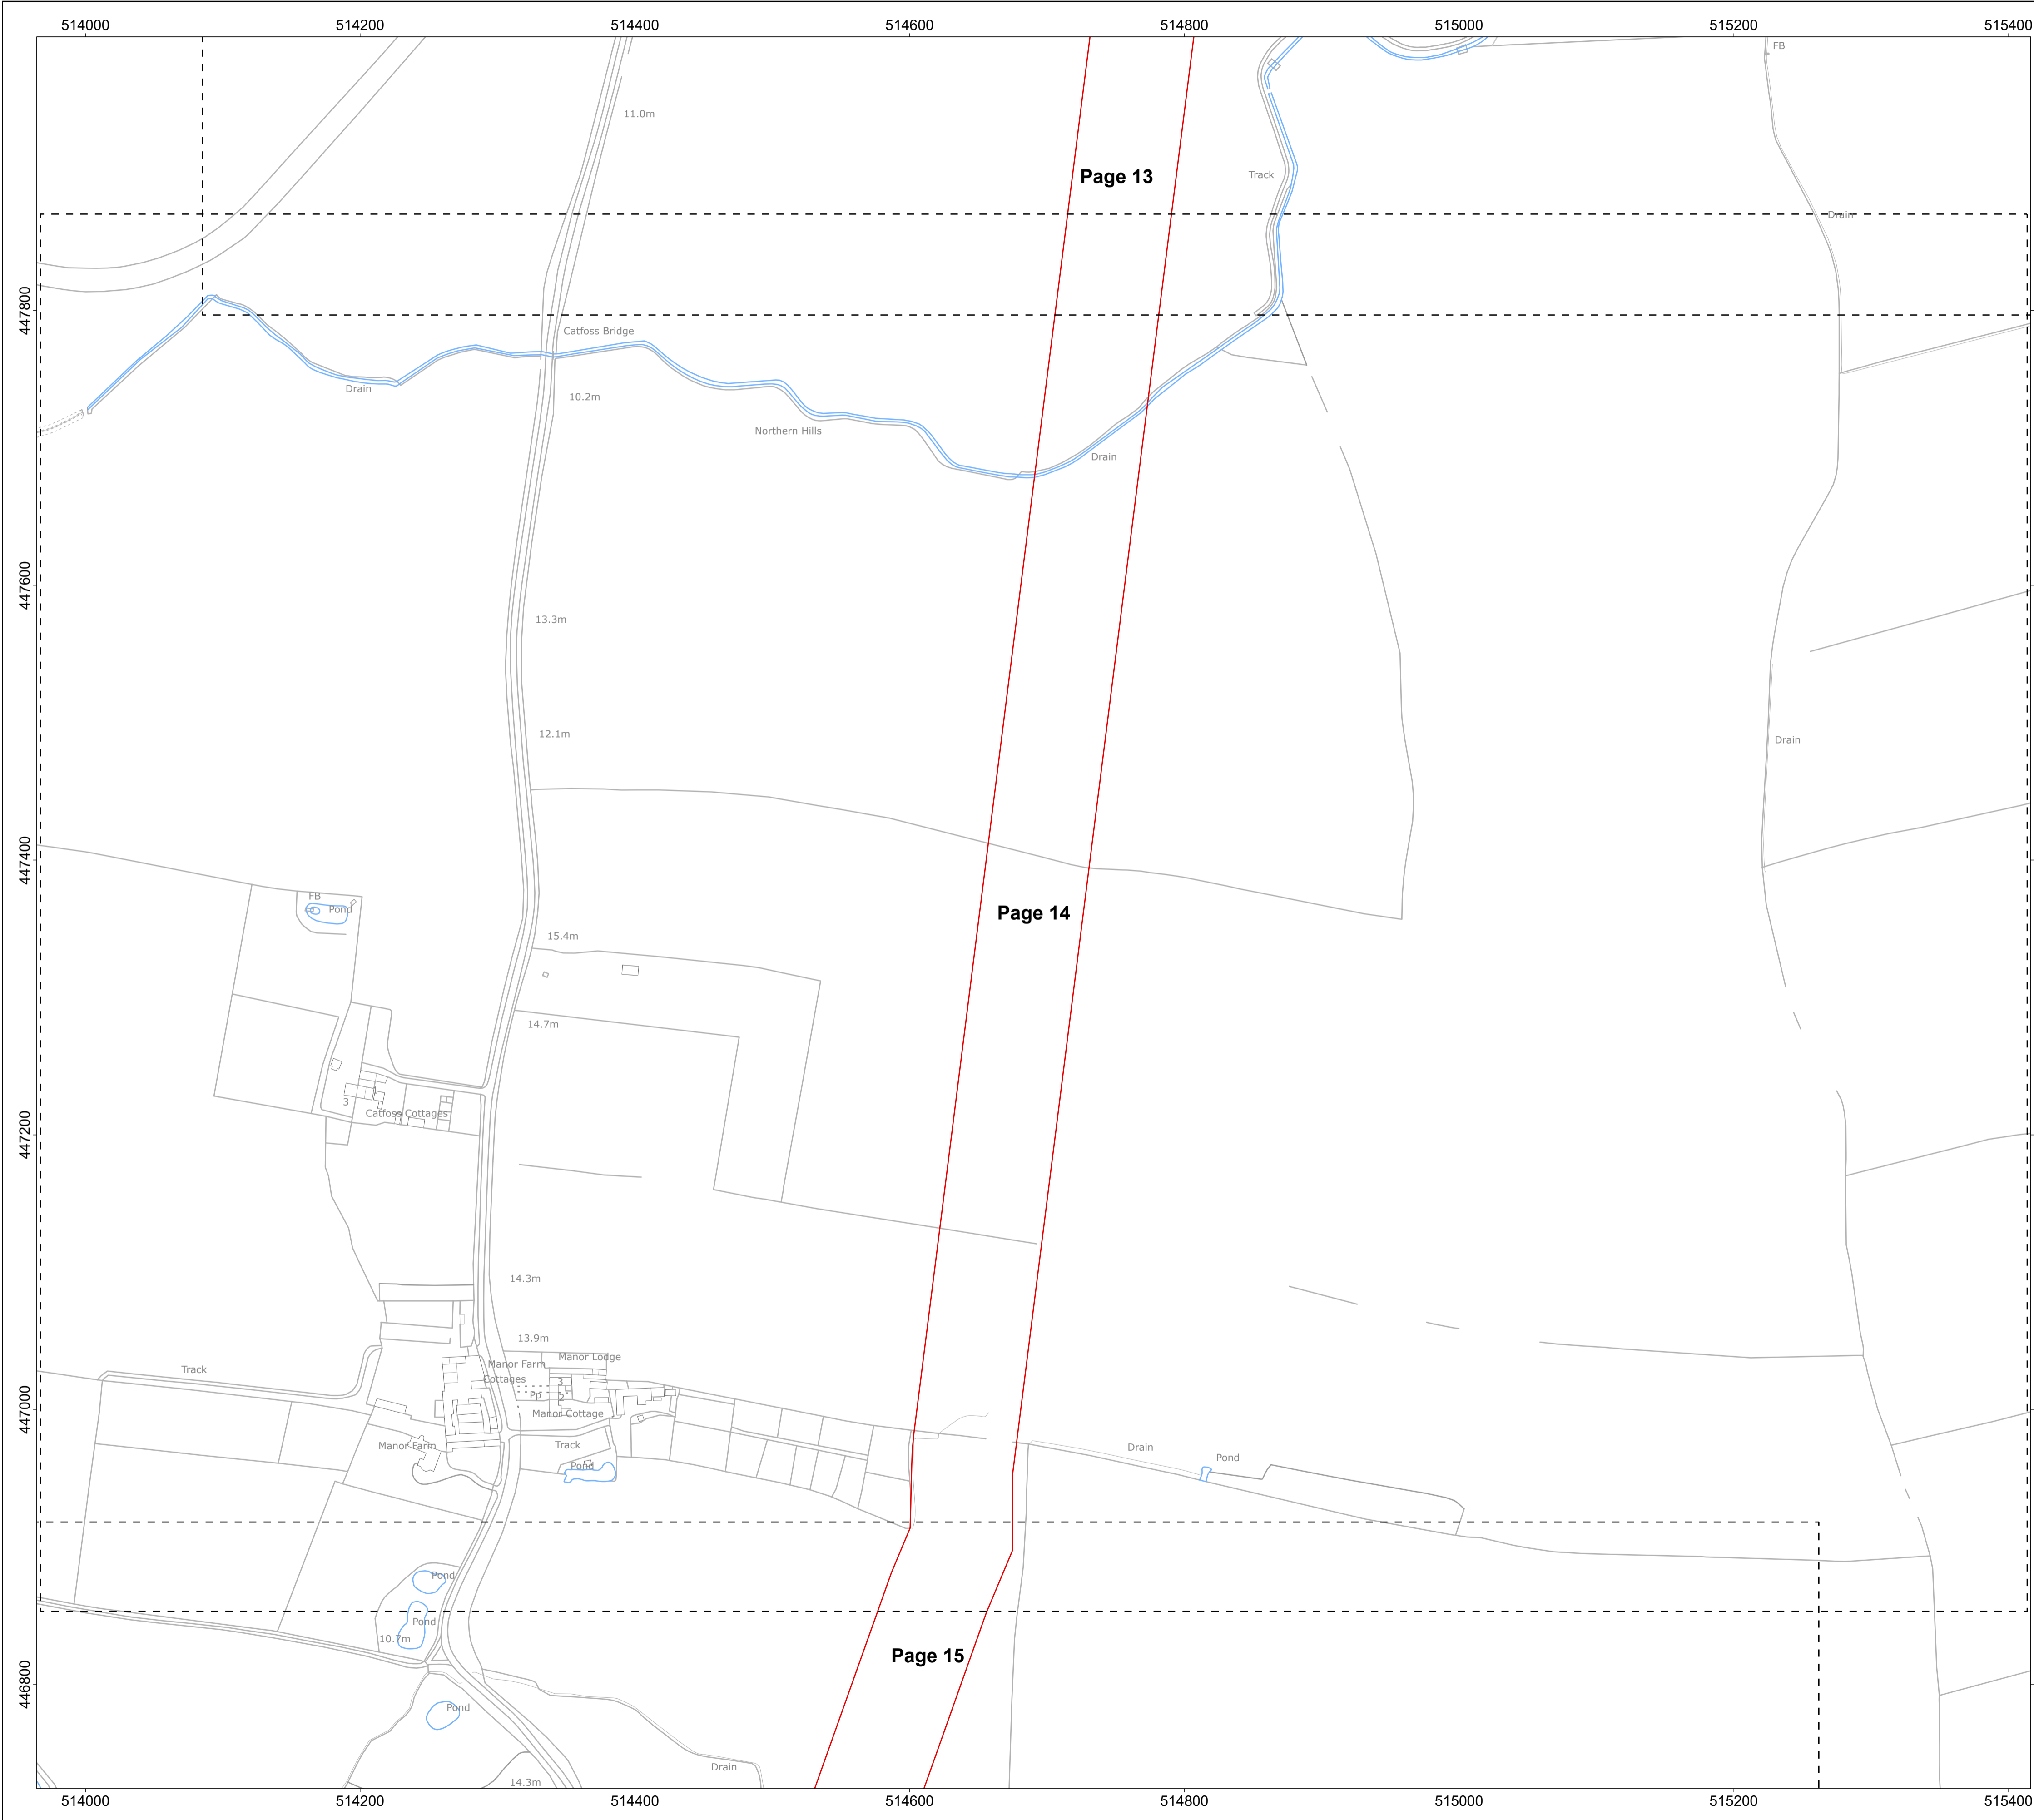 514000 514200 514400 514600 514800 515000 515200 515400
FB
11.0m
Page 13
Track
Drain
447800
Catfoss Bridge
Drain
10.2m
Northern Hills
Drain
447600
13.3m
12.1m
Drain
447400
FB
Pond
Page 14
15.4m
14.7m
1
3
Catfoss Cottages
447200
14.3m
13.9m
Manor Lodge
Manor Farm
Cottages
Track
3
Pp
2
447000
Manor Cottage
Manor Farm
Track
Drain
Pond
Pond
Pond
Pond
10.7m
Page 15
446800
Pond
Drain
14.3m
514000 514200 514400 514600 514800 515000 515200 515400